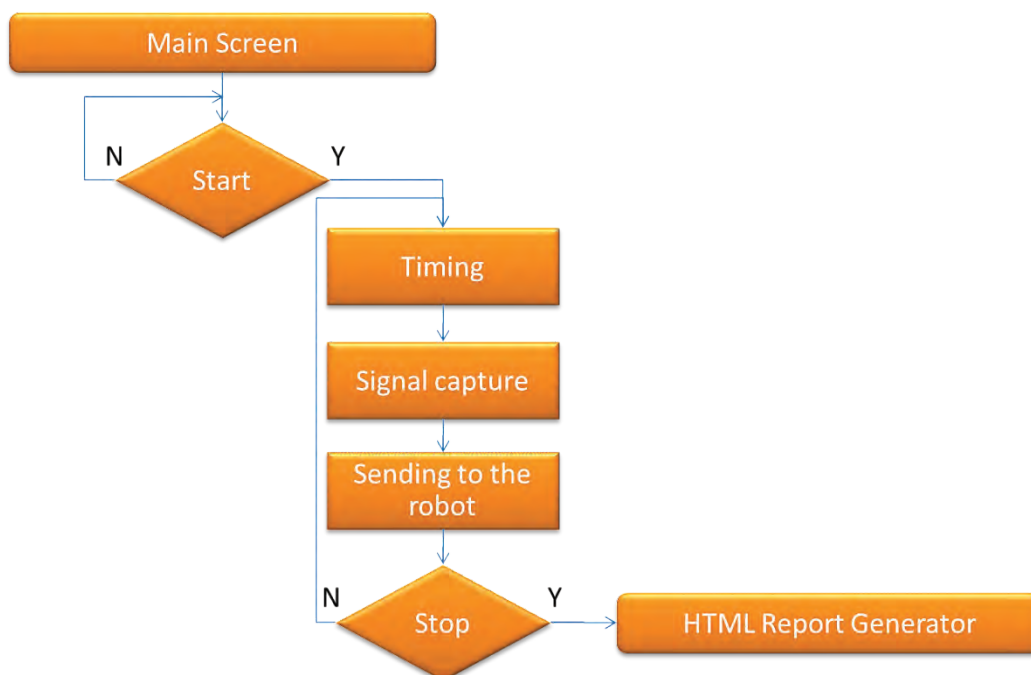 Main Screen
N
Y
Start
Timing
Signal capture
Sending to the
robot
N
Y
Stop
HTML Report Generator